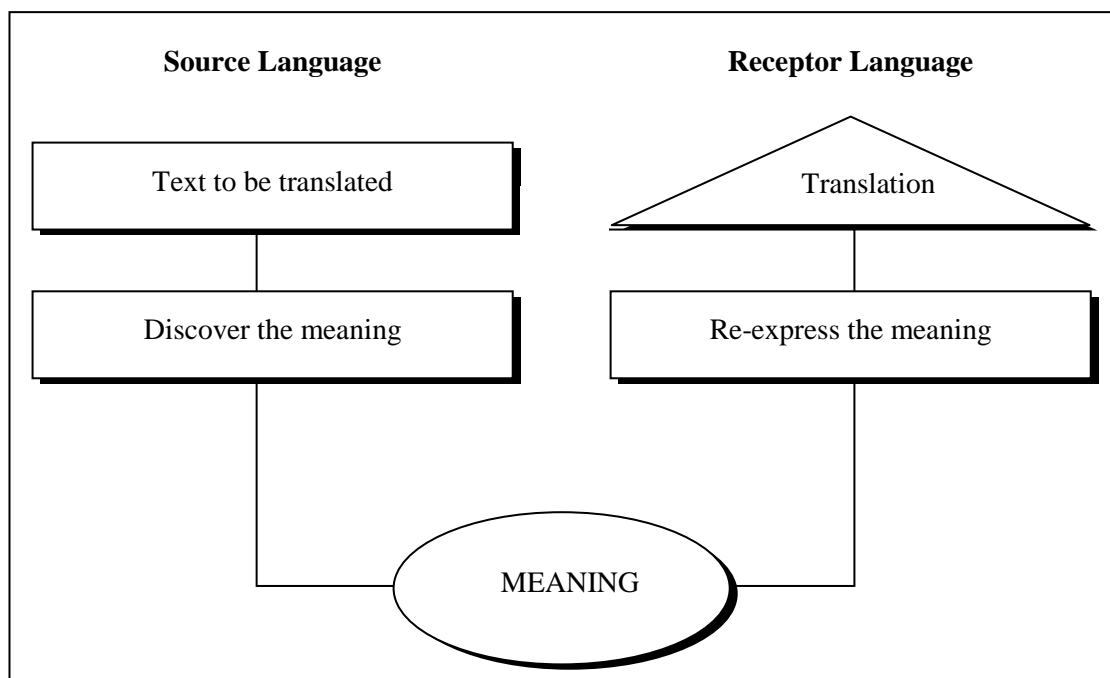 Source Language
Receptor Language
Text to be translated
Translation
Discover the meaning
Re-express the meaning
MEANING